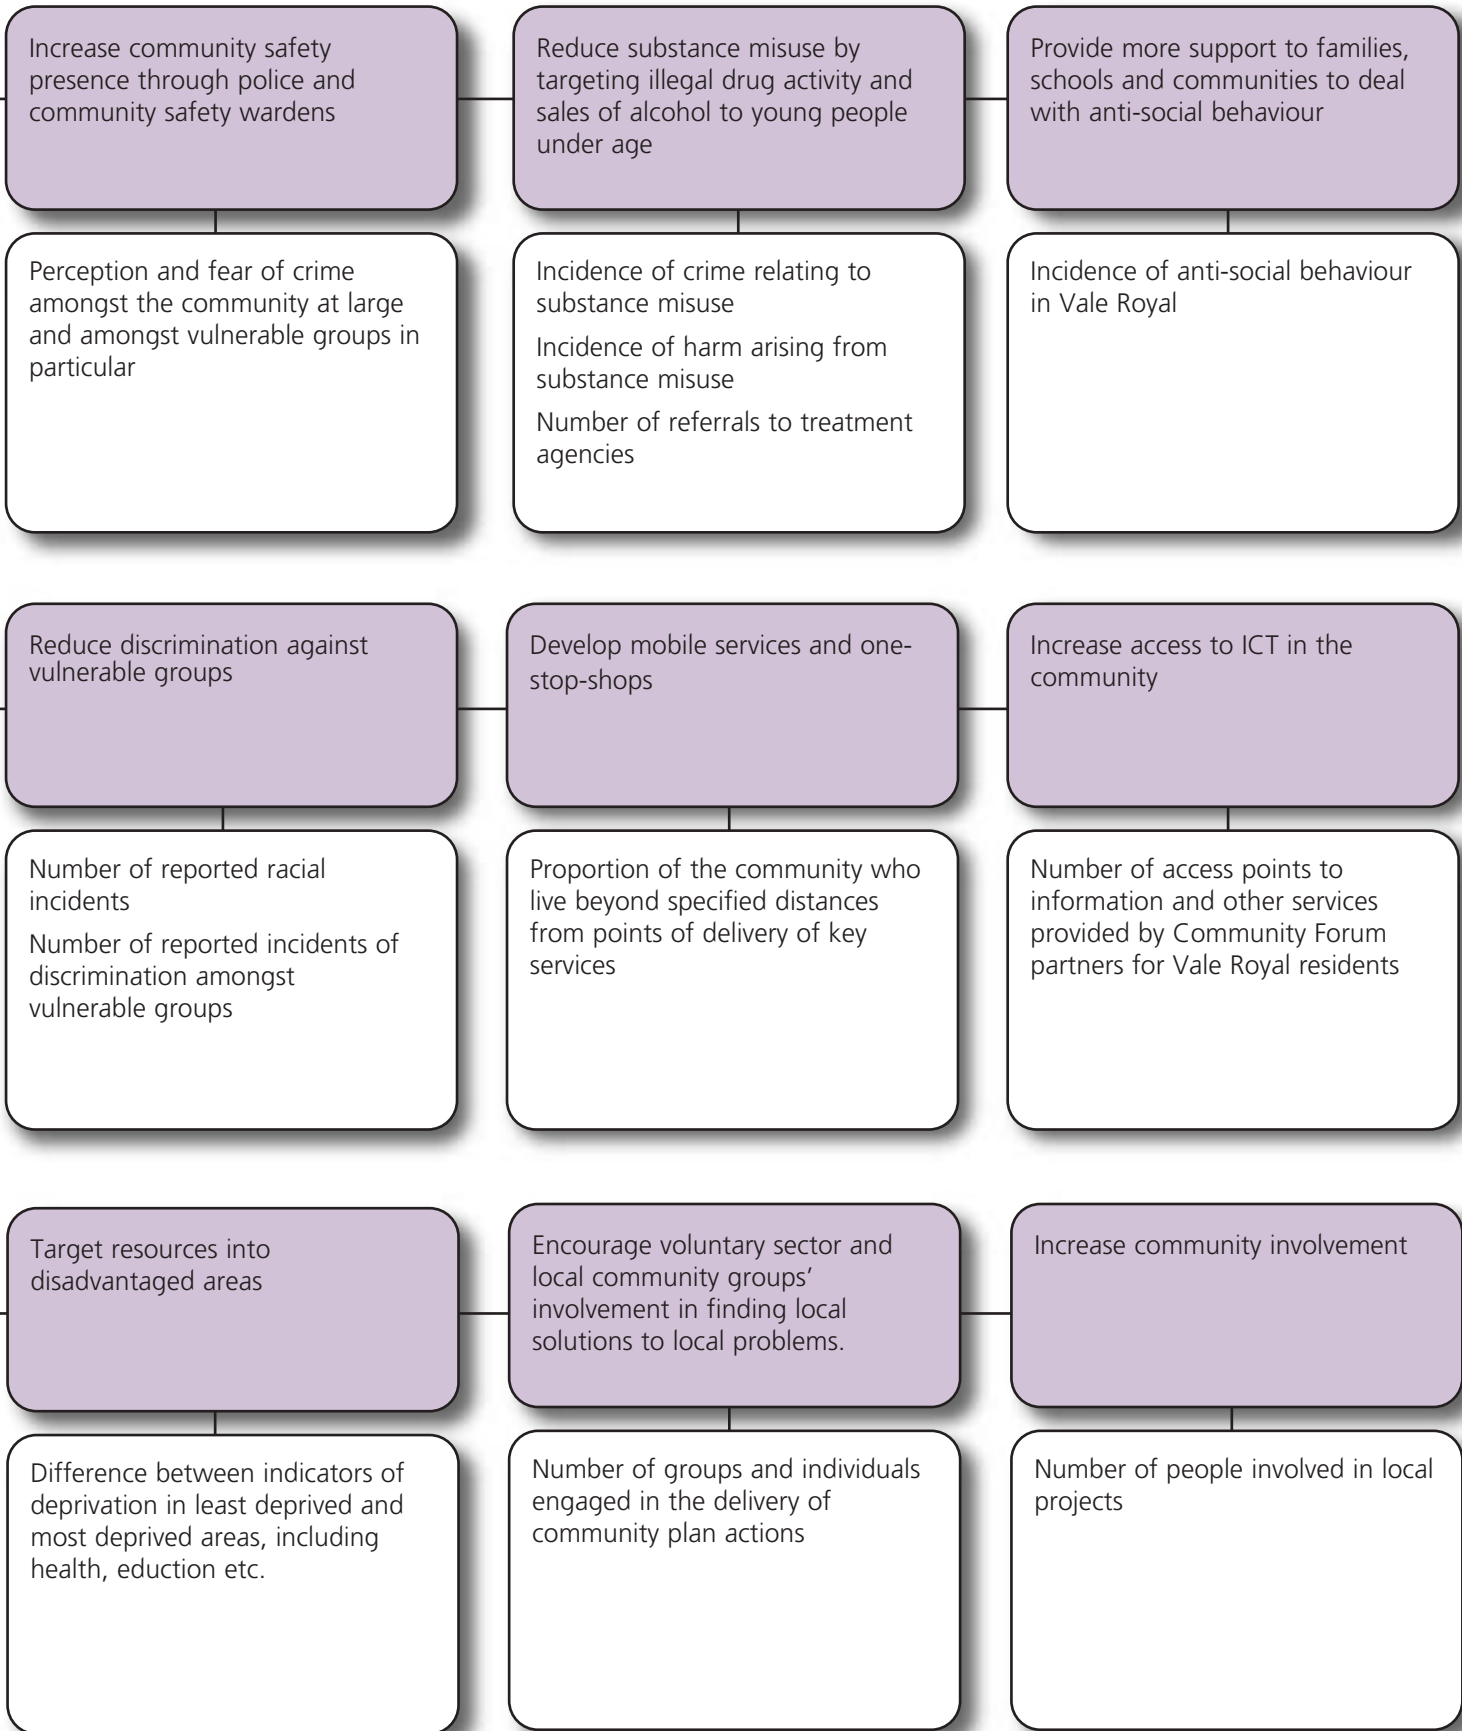 Increase community safety
presence through police and
community safety wardens
Reduce substance misuse by
targeting illegal drug activity and
sales of alcohol to young people
under age
Provide more support to families,
schools and communities to deal
with anti-social behaviour
Perception and fear of crime
amongst the community at large
and amongst vulnerable groups in
particular
Incidence of crime relating to
substance misuse
Incidence of harm arising from
substance misuse
Number of referrals to treatment
agencies
Incidence of anti-social behaviour
in Vale Royal
Reduce discrimination against
vulnerable groups
Develop mobile services and one-
stop-shops
Increase access to ICT in the
community
Number of reported racial
incidents
Number of reported incidents of
discrimination amongst
vulnerable groups
Proportion of the community who
live beyond specified distances
from points of delivery of key
services
Number of access points to
information and other services
provided by Community Forum
partners for Vale Royal residents
Target resources into
disadvantaged areas
Encourage voluntary sector and
local community groups’
involvement in finding local
solutions to local problems.
Increase community involvement
Difference between indicators of
deprivation in least deprived and
most deprived areas, including
health, eduction etc.
Number of groups and individuals
engaged in the delivery of
community plan actions
Number of people involved in local
projects